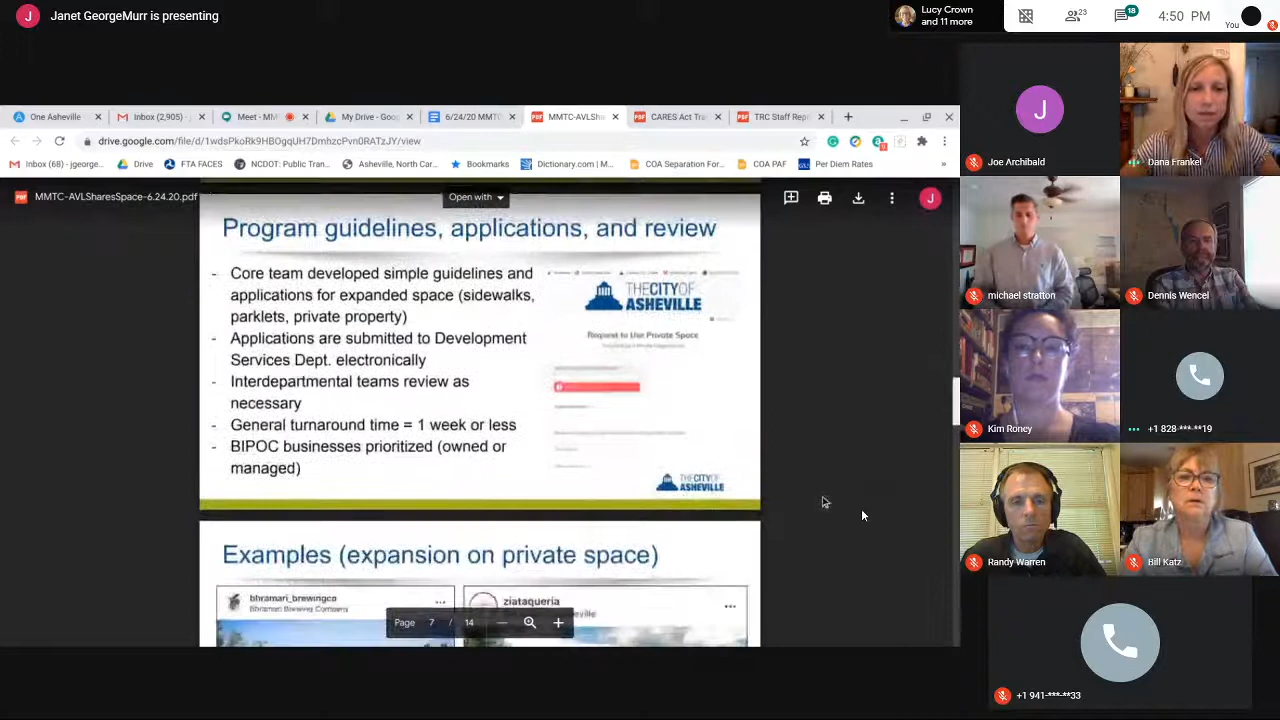 J
Janet GeorgeMurr is presenting
Lucy Crown
and 11 more
23
18
4:50 PM
You
One Asheville
Inbox (2,905)
Meet - MM
My Drive - Goog
6/24/20 MMTC
MMTC-AVLSha
CARES Act Tra
TRC Staff Rep
drive.google.com/file/d/1wdsPkoRk9HBOgqUH7DmhzcPvn0RATzJY/view
Inbox (68) - jgeorge...
Drive
FTA FACES
NCDOT: Public Tran...
Asheville, North Car...
Bookmarks
Dictionary.com | M...
COA Separation For...
COA PAF
Per Diem Rates
»
PDF
MMTC-AVLSharesSpace-6.24.20.pdf
Open with
J
Program guidelines, applications, and review
- Core team developed simple guidelines and
applications for expanded space (sidewalks,
parklets, private property)
- Applications are submitted to Development
Services Dept. electronically
- Interdepartmental teams review as
necessary
- General turnaround time = 1 week or less
- BIPOC businesses prioritized (owned or
managed)
THE CITY OF
ASHEVILLE
Request to Use Private Space
THE CITY OF
ASHEVILLE
Examples (expansion on private space)
bhramari_brewingco
Bhramari Brewing Company
ziataqueria
Page 7 / 14
J
Joe Archibald
Dana Frankel
michael stratton
Dennis Wencel
Kim Roney
+1 828-***-**19
Randy Warren
Bill Katz
+1 941-***-**33